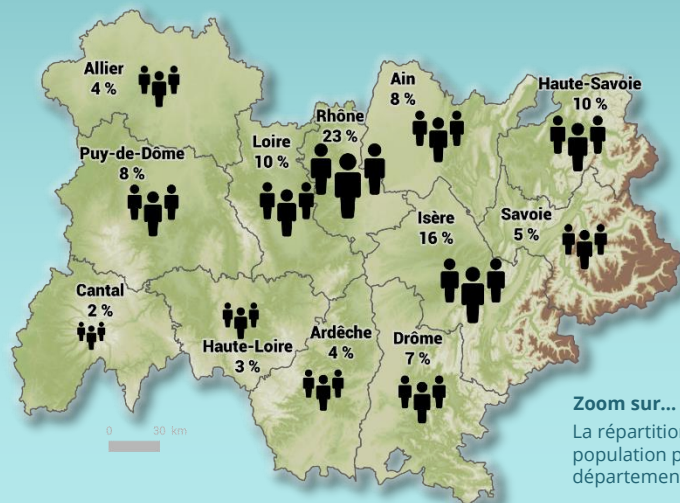 Allier
4 %
Ain
8 %
Haute-Savoie
10 %
Rhône
23 %
Loire
10 %
Puy-de-Dôme
8 %
Isère
16 %
Savoie
5 %
Cantal
2 %
Haute-Loire
3 %
Ardèche
4 %
Drôme
7 %
0 30 km
Zoom sur...
La répartition
population p
départemen